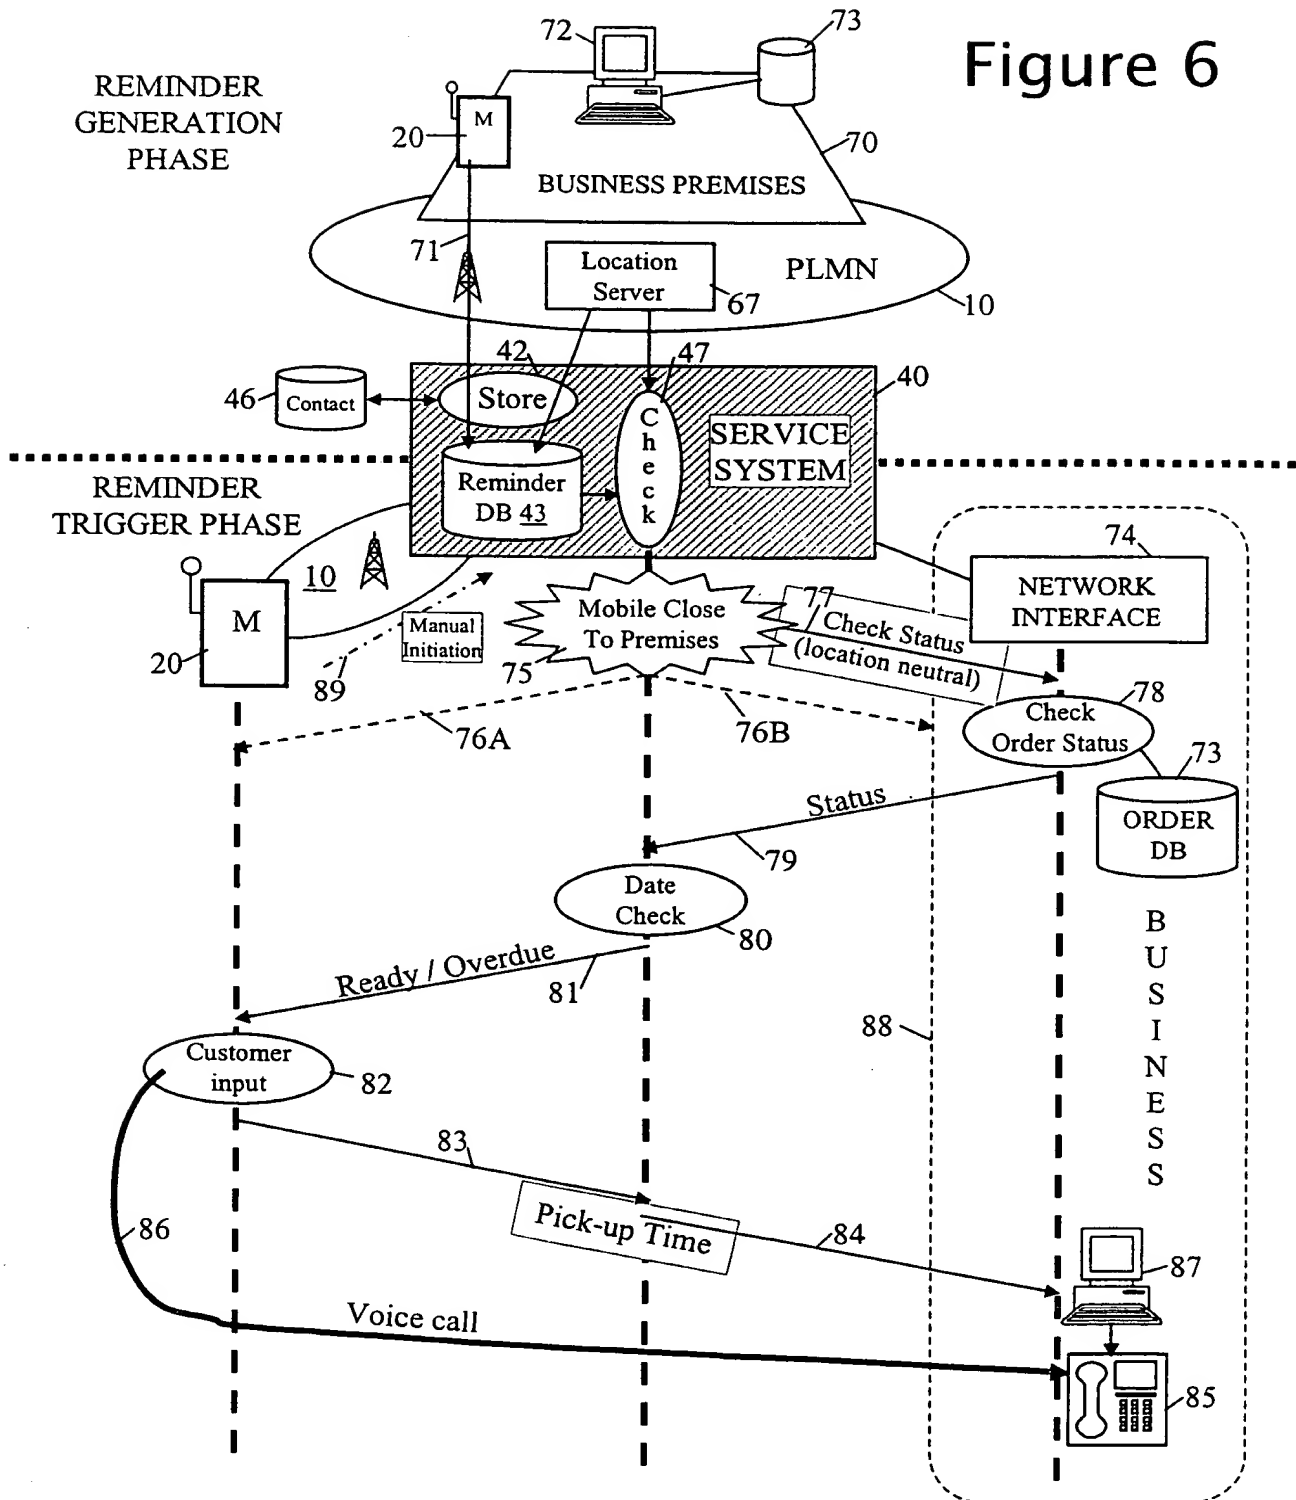 Figure 6
72
73
REMINDER
GENERATION
PHASE
M
20
70
BUSINESS PREMISES
71
Location
Server
67
PLMN
10
42
47
40
46
Contact
Store
Check
SERVICE
SYSTEM
REMINDER
TRIGGER PHASE
Reminder
DB 43
10
M
20
Manual
Initiation
89
Mobile Close
To Premises
75
77
Check Status
(location neutral)
74
NETWORK
INTERFACE
76A
76B
78
Check
Order Status
73
ORDER
DB
Status
79
Date
Check
80
Ready / Overdue
81
BUSINESS
88
Customer
input
82
83
Pick-up Time
84
86
87
Voice call
85